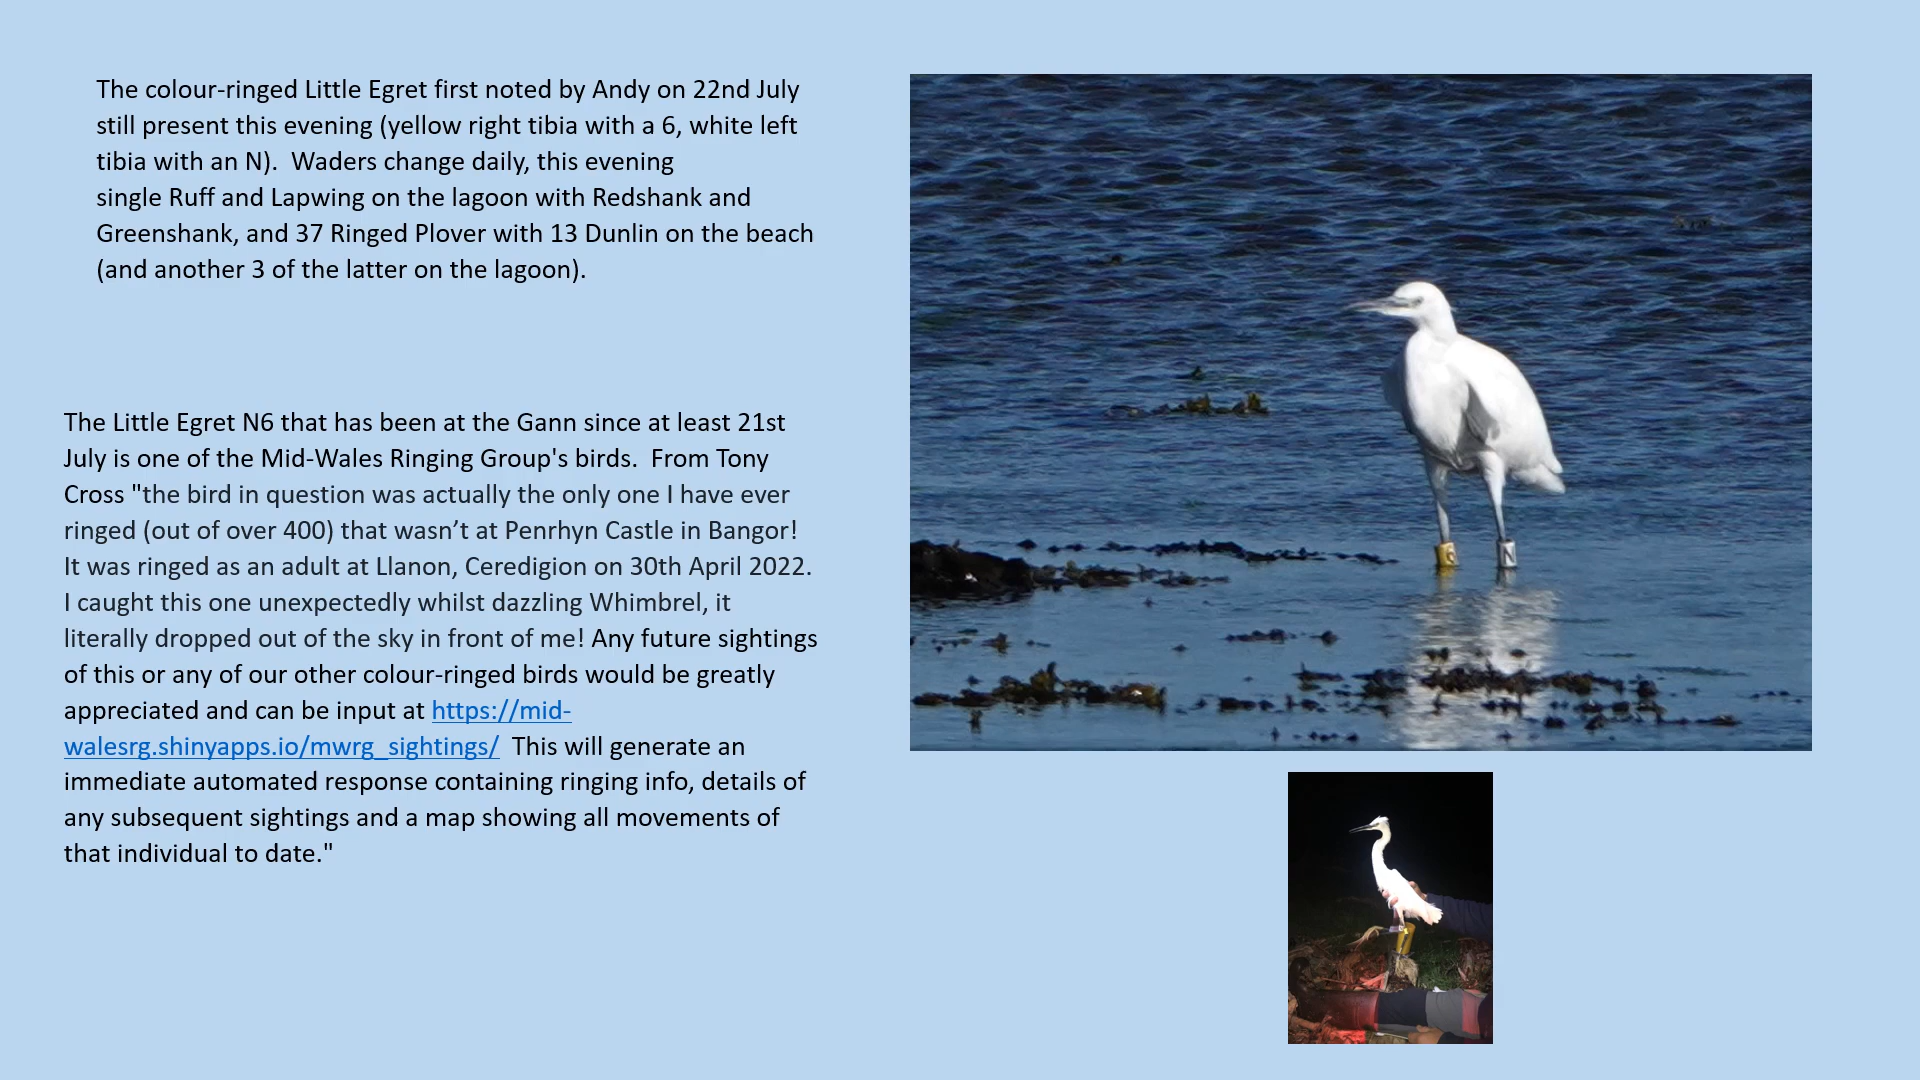 The colour-ringed Little Egret first noted by Andy on 22nd July
still present this evening (yellow right tibia with a 6, white left
tibia with an N).  Waders change daily, this evening
single Ruff and Lapwing on the lagoon with Redshank and
Greenshank, and 37 Ringed Plover with 13 Dunlin on the beach
(and another 3 of the latter on the lagoon).
The Little Egret N6 that has been at the Gann since at least 21st
July is one of the Mid-Wales Ringing Group's birds.  From Tony
Cross "the bird in question was actually the only one I have ever
ringed (out of over 400) that wasn’t at Penrhyn Castle in Bangor!
It was ringed as an adult at Llanon, Ceredigion on 30th April 2022.
I caught this one unexpectedly whilst dazzling Whimbrel, it
literally dropped out of the sky in front of me! Any future sightings
of this or any of our other colour-ringed birds would be greatly
appreciated and can be input at https://mid-
walesrg.shinyapps.io/mwrg_sightings/  This will generate an
immediate automated response containing ringing info, details of
any subsequent sightings and a map showing all movements of
that individual to date."
6 N